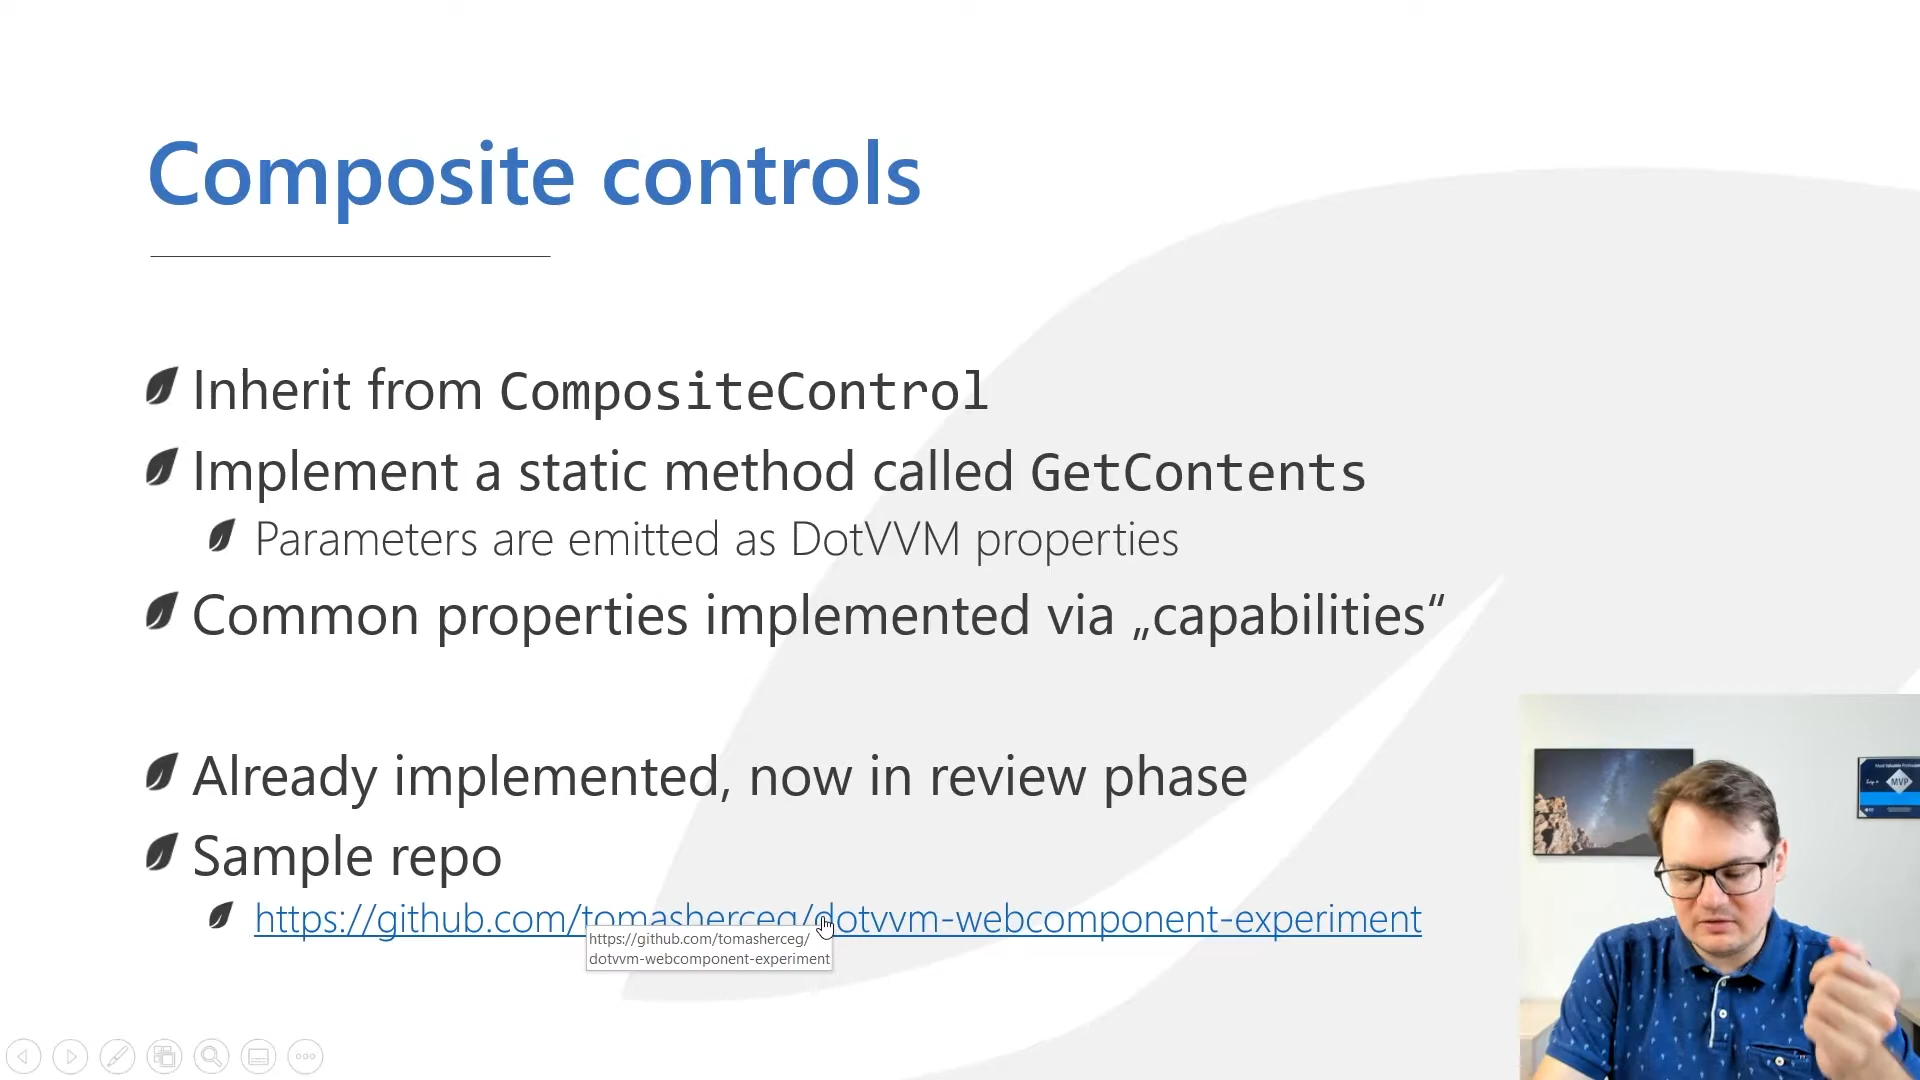 Composite controls
Inherit from CompositeControl
Implement a static method called GetContents
Parameters are emitted as DotVVM properties
Common properties implemented via „capabilities“
Already implemented, now in review phase
Sample repo
https://github.com/tomasherceg/dotvvm-webcomponent-experiment
https://github.com/tomasherceg/
dotvvm-webcomponent-experiment
MVP